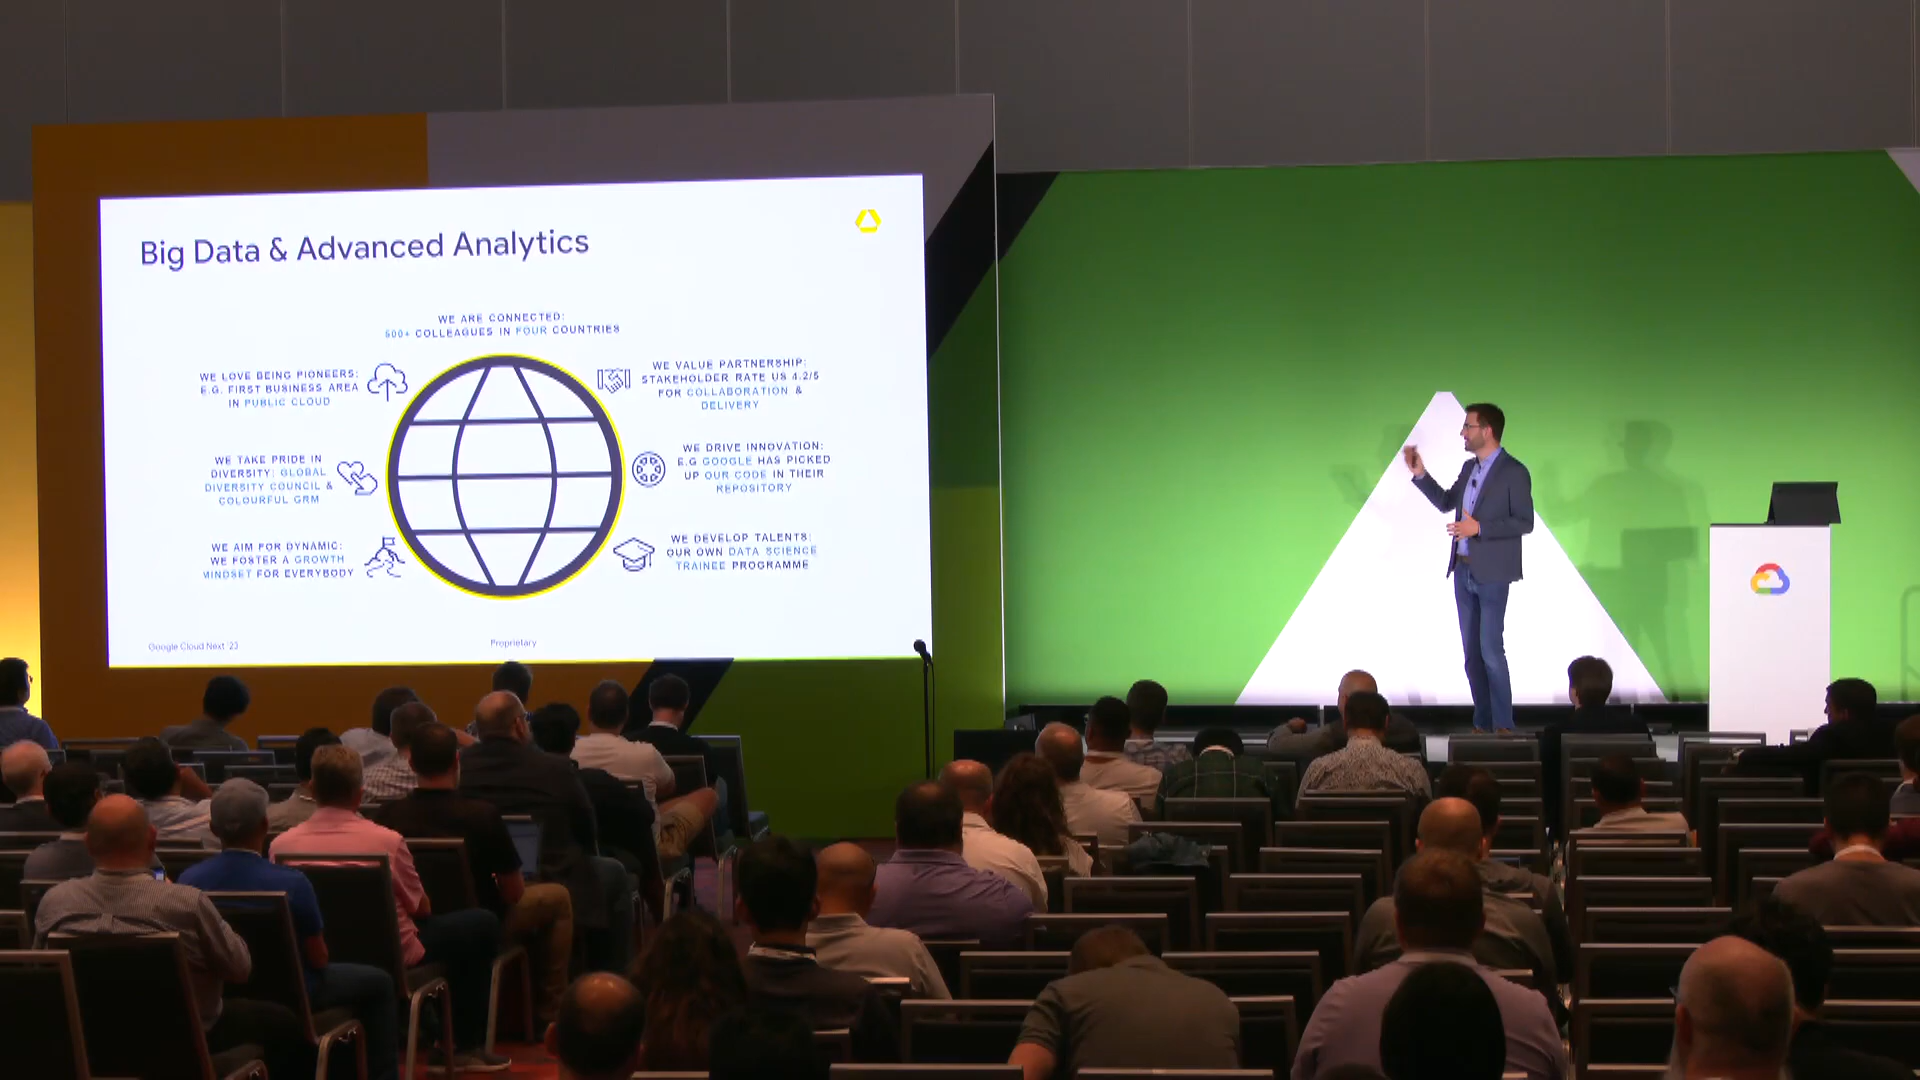 Big Data & Advanced Analytics
WE ARE CONNECTED:
500+ COLLEAGUES IN FOUR COUNTRIES
WE LOVE BEING PIONEERS:
E.G. FIRST BUSINESS AREA
IN PUBLIC CLOUD
WE TAKE PRIDE IN
DIVERSITY: GLOBAL
DIVERSITY COUNCIL &
COLOURFUL GRM
WE AIM FOR DYNAMIC:
WE FOSTER A GROWTH
MINDSET FOR EVERYBODY
WE VALUE PARTNERSHIP:
STAKEHOLDER RATE US 4.2/5
FOR COLLABORATION &
DELIVERY
WE DRIVE INNOVATION:
E.G GOOGLE HAS PICKED
UP OUR CODE IN THEIR
REPOSITORY
WE DEVELOP TALENTS:
OUR OWN DATA SCIENCE
TRAINEE PROGRAMME
Google Cloud Next '23
Proprietary